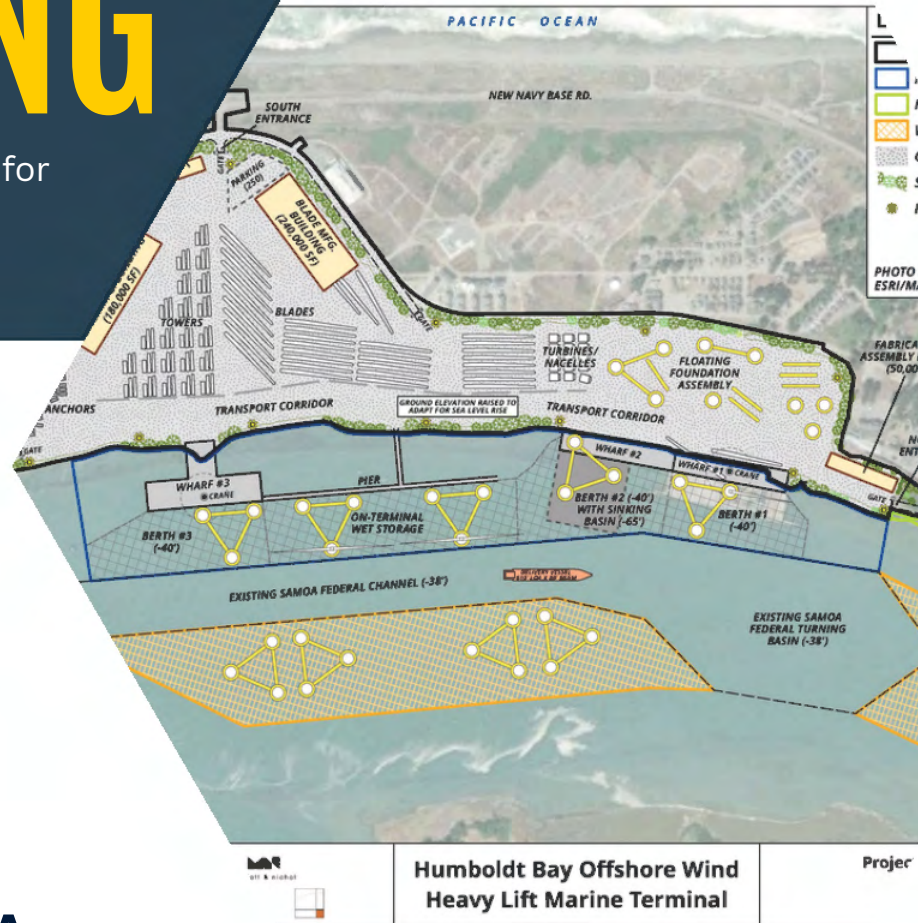 NG
for
PACIFIC OCEAN
NEW NAVY BASE RD.
SOUTH
ENTRANCE
GATE
PARKING
(250)
BLADE MFG.
BUILDING
(240,000 SF)
(180,000 SF)
TOWERS
BLADES
GATE
TURBINES/
NACELLES
FLOATING
FOUNDATION
ASSEMBLY
PHOTO
ESRI/MA
FABRICA
ASSEMBLY
(50,00
ANCHORS
TRANSPORT CORRIDOR
GROUND ELEVATION RAISED TO
ADAPT FOR SEA LEVEL RISE
TRANSPORT CORRIDOR
GATE
WHARF #3
CRANE
PIER
WHARF #2
WHARF #1
CRANE
GATE
ENT
BERTH #3
(-40')
ON-TERMINAL
WET STORAGE
BERTH #2 (-40')
WITH SINKING
BASIN (-65')
BERTH #1
(-40')
EXISTING SAMOA FEDERAL CHANNEL (-38')
DELIVERY VESSEL
EXISTING SAMOA
FEDERAL TURNING
BASIN (-38')
Humboldt Bay Offshore Wind
Heavy Lift Marine Terminal
Projec